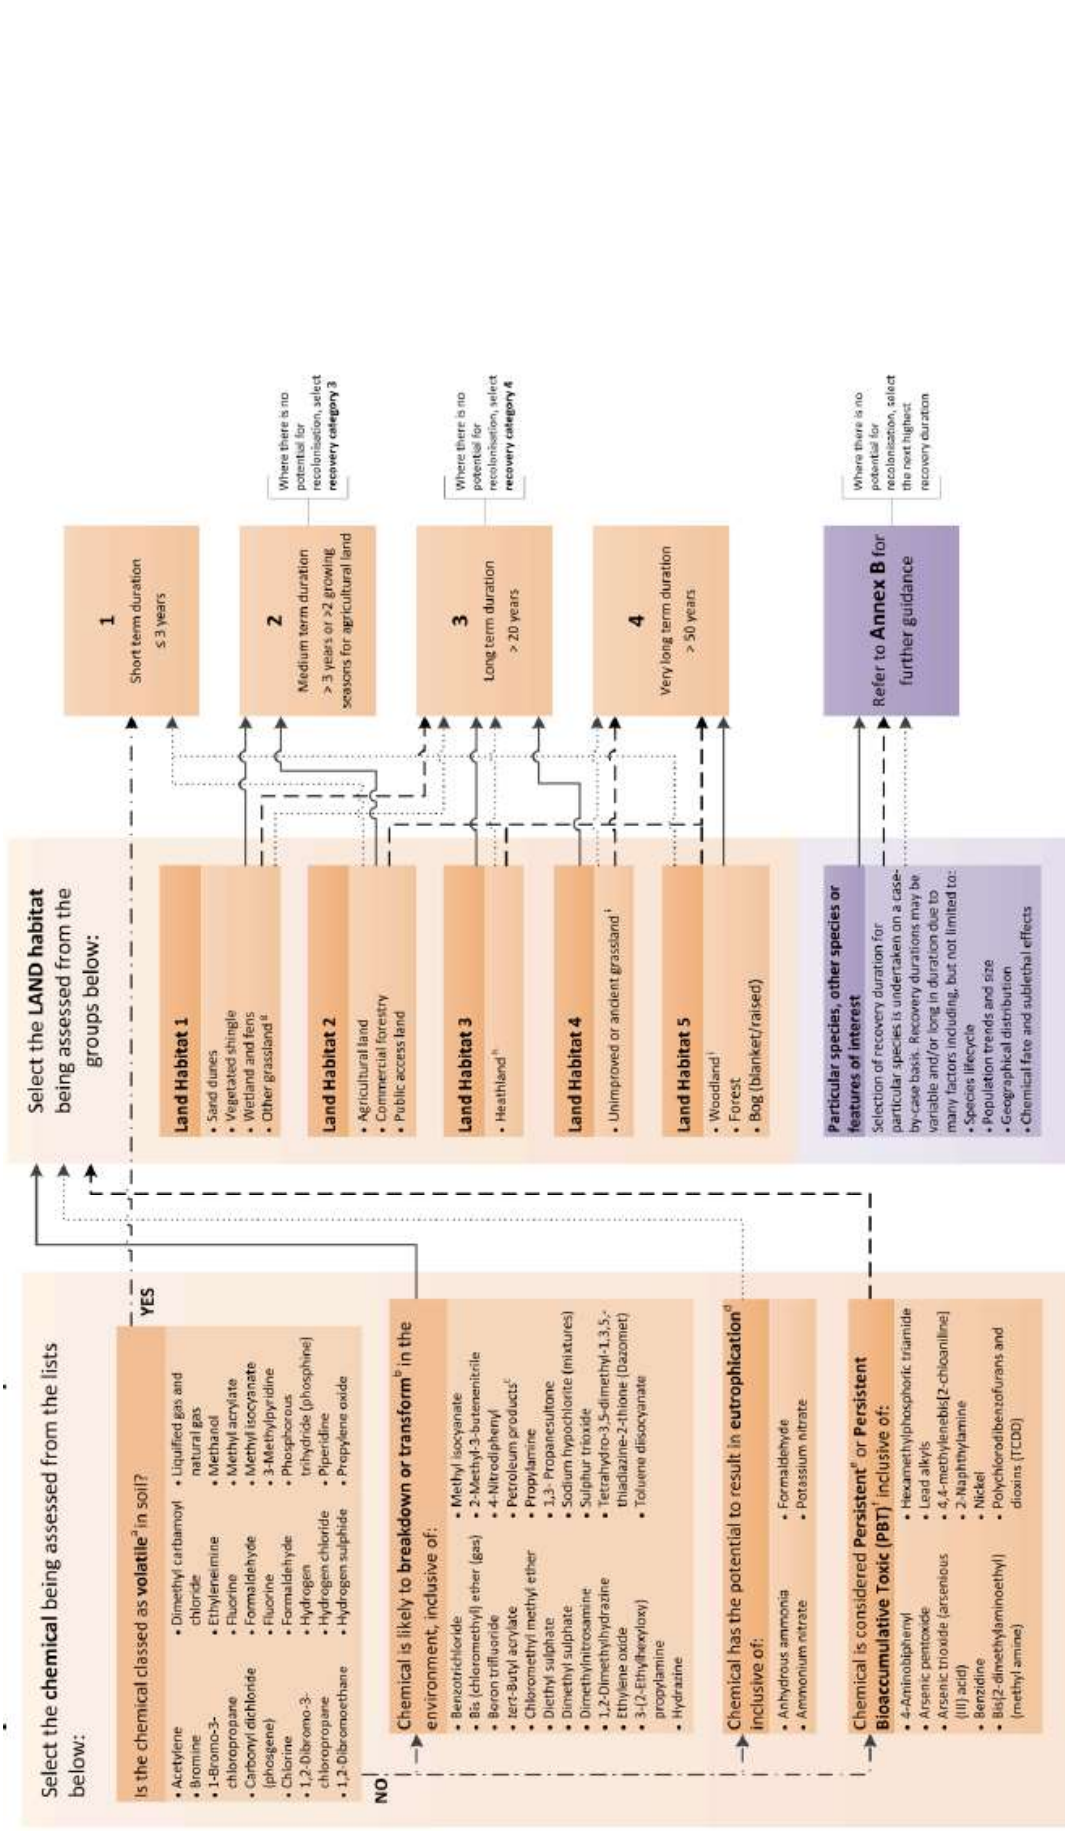 Select the chemical being assessed from the lists
below:
Is the chemical classed as volatileᵃ in soil?
• Acetylene
• Bromine
• 1-Bromo-3-
chloropropane
• Carbonyl dichloride
(phosgene)
• Chlorine
• 1,2-Dibromo-3-
chloropropane
• 1,2-Dibromoethane
• Dimethyl carbamoyl
chloride
• Ethyleneimine
• Fluorine
• Formaldehyde
• Fluorine
• Formaldehyde
• Hydrogen
• Hydrogen chloride
• Hydrogen sulphide
• Liquified gas and
natural gas
• Methanol
• Methyl acrylate
• Methyl isocyanate
• 3-Methylpyridine
• Phosphorous
trihydride (phosphine)
• Piperidine
• Propylene oxide
YES
NO
Chemical is likely to breakdown or transformᵇ in the
environment, inclusive of:
• Benzotrichloride
• Bis (chloromethyl) ether (gas)
• Boron trifluoride
• tert-Butyl acrylate
• Chloromethyl methyl ether
• Diethyl sulphate
• Dimethyl sulphate
• Dimethylnitrosamine
• 1,2-Dimethylhydrazine
• Ethylene oxide
• 3-(2-Ethylhexyloxy)
propylamine
• Hydrazine
• Methyl isocyanate
• 2-Methyl-3-butenenitrile
• 4-Nitrodiphenyl
• Petroleum productsᶜ
• Propylamine
• 1,3- Propanesultone
• Sodium hypochlorite (mixtures)
• Sulphur trioxide
• Tetrahydro-3,5-dimethyl-1,3,5,-
thiadiazine-2-thione (Dazomet)
• Toluene diisocyanate
Chemical has the potential to result in eutrophicationᵈ
inclusive of:
• Anhydrous ammonia
• Ammonium nitrate
• Formaldehyde
• Potassium nitrate
Chemical is considered Persistentᵉ or Persistent
Bioaccumulative Toxic (PBT)ᶠ inclusive of:
• 4-Aminobiphenyl
• Arsenic pentoxide
• Arsenic trioxide (arsenious
(III) acid)
• Benzidine
• Bis(2-dimethylaminoethyl)
(methyl amine)
• Hexamethylphosphoric triamide
• Lead alkyls
• 4,4-methylenebis[2-chloaniline]
• 2-Naphthylamine
• Nickel
• Polychlorodibenzofurans and
dioxins (TCDD)
Select the LAND habitat
being assessed from the
groups below:
Land Habitat 1
• Sand dunes
• Vegetated shingle
• Wetland and fens
• Other grasslandᵍ
Land Habitat 2
• Agricultural land
• Commercial forestry
• Public access land
Land Habitat 3
• Heathlandʰ
Land Habitat 4
• Unimproved or ancient grasslandⁱ
Land Habitat 5
• Woodlandʲ
• Forest
• Bog (blanket/raised)
Particular species, other species or
features of interest
Selection of recovery duration for
particular species is undertaken on a case-
by-case basis. Recovery durations may be
variable and/or long in duration due to
many factors including, but not limited to:
• Species lifecycle
• Population trends and size
• Geographical distribution
• Chemical fate and sublethal effects
1
Short term duration
≤ 3 years
2
Medium term duration
> 3 years or >2 growing
seasons for agricultural land
Where there is no
potential for
recolonisation, select
recovery category 3
3
Long term duration
> 20 years
Where there is no
potential for
recolonisation, select
recovery category 4
4
Very long term duration
> 50 years
Refer to Annex B for
further guidance
Where there is no
potential for
recolonisation, select
the next highest
recovery duration